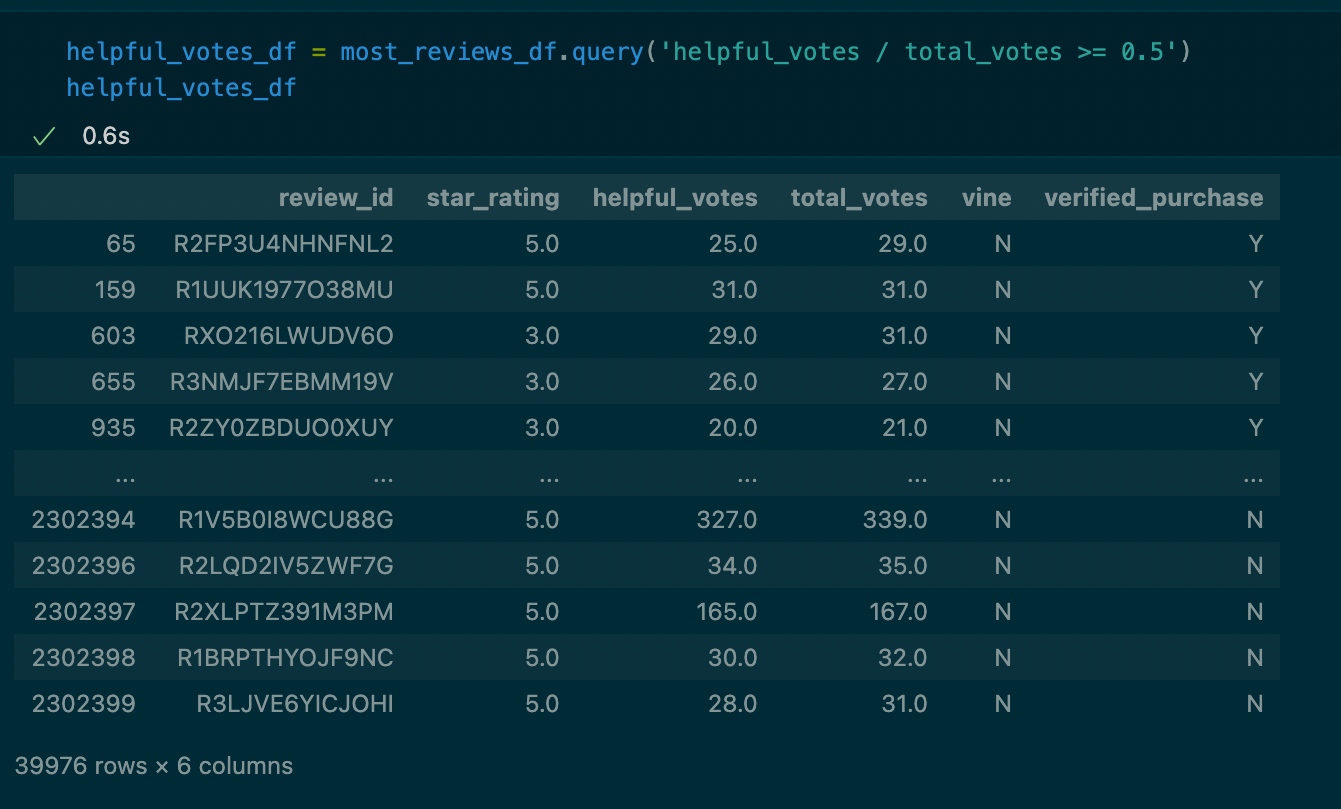 helpful_votes_df = most_reviews_df.query('helpful_votes / total_votes >= 0.5')
helpful_votes_df
0.6s
review_id star_rating helpful_votes total_votes vine verified_purchase
65 R2FP3U4NHNFNL2 5.0 25.0 29.0 N Y
159 R1UUK1977O38MU 5.0 31.0 31.0 N Y
603 RXO216LWUDV6O 3.0 29.0 31.0 N Y
655 R3NMJF7EBMM19V 3.0 26.0 27.0 N Y
935 R2ZY0ZBDUO0XUY 3.0 20.0 21.0 N Y
... ... ... ... ... ... ...
2302394 R1V5B0I8WCU88G 5.0 327.0 339.0 N N
2302396 R2LQD2IV5ZWF7G 5.0 34.0 35.0 N N
2302397 R2XLPTZ391M3PM 5.0 165.0 167.0 N N
2302398 R1BRPTHYOJF9NC 5.0 30.0 32.0 N N
2302399 R3LJVE6YICJOHI 5.0 28.0 31.0 N N
39976 rows × 6 columns